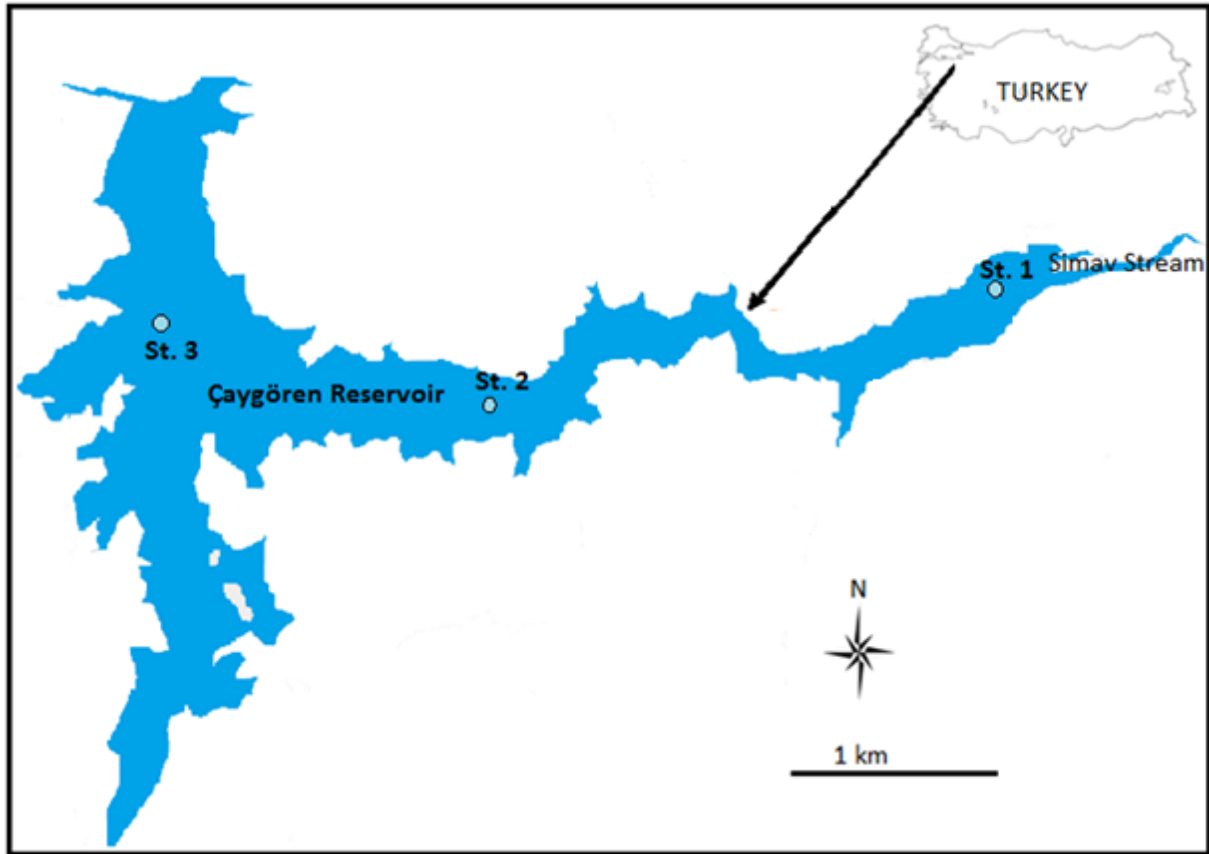 TURKEY
Simav Stream
St. 1
St. 3
St. 2
Çaygören Reservoir
N
1 km